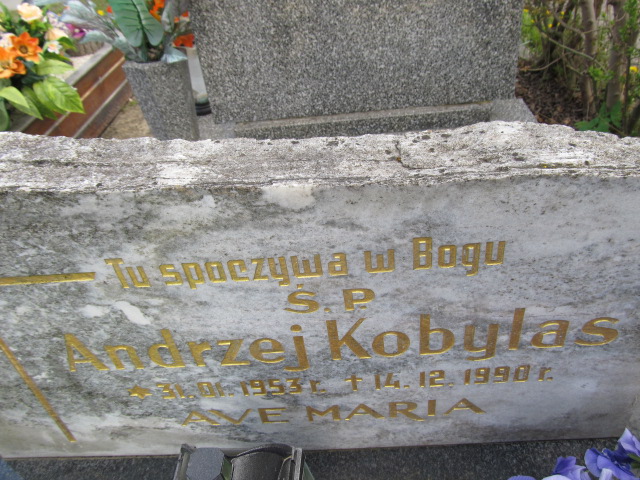 Tu spoczywa w Bogu
Ś. P.
Andrzej Kobylas
* 31. 01. 1953 r. † 14. 12. 1990 r.
AVE MARIA